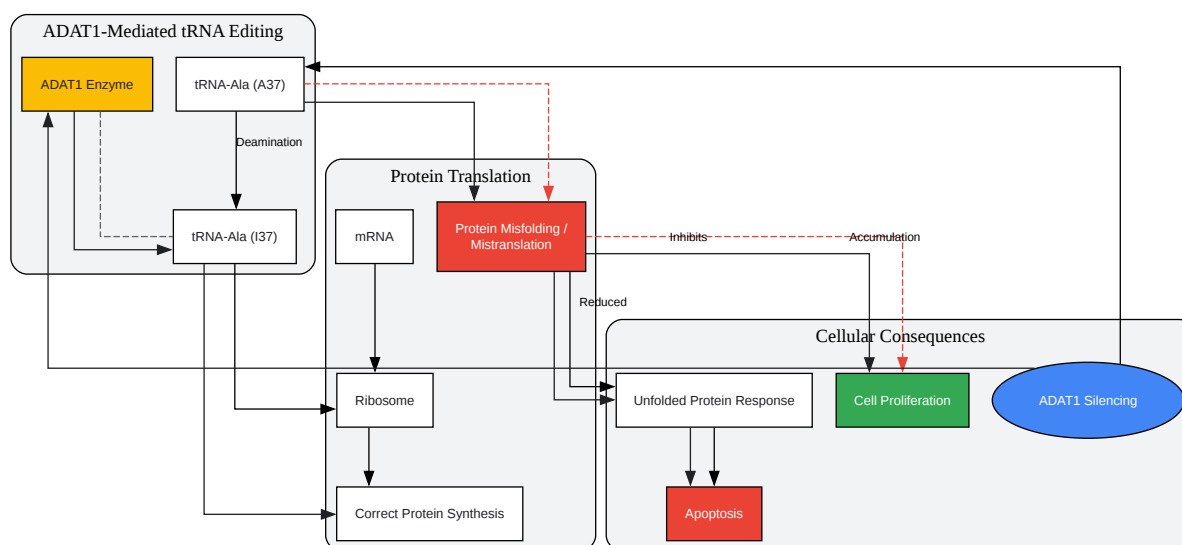 ADAT1-Mediated tRNA Editing
ADAT1 Enzyme
tRNA-Ala (A37)
Deamination
tRNA-Ala (I37)
Protein Translation
mRNA
Protein Misfolding /
Mistranslation
Inhibits
Accumulation
Reduced
Ribosome
Correct Protein Synthesis
Cellular Consequences
Unfolded Protein Response
Cell Proliferation
ADAT1 Silencing
Apoptosis